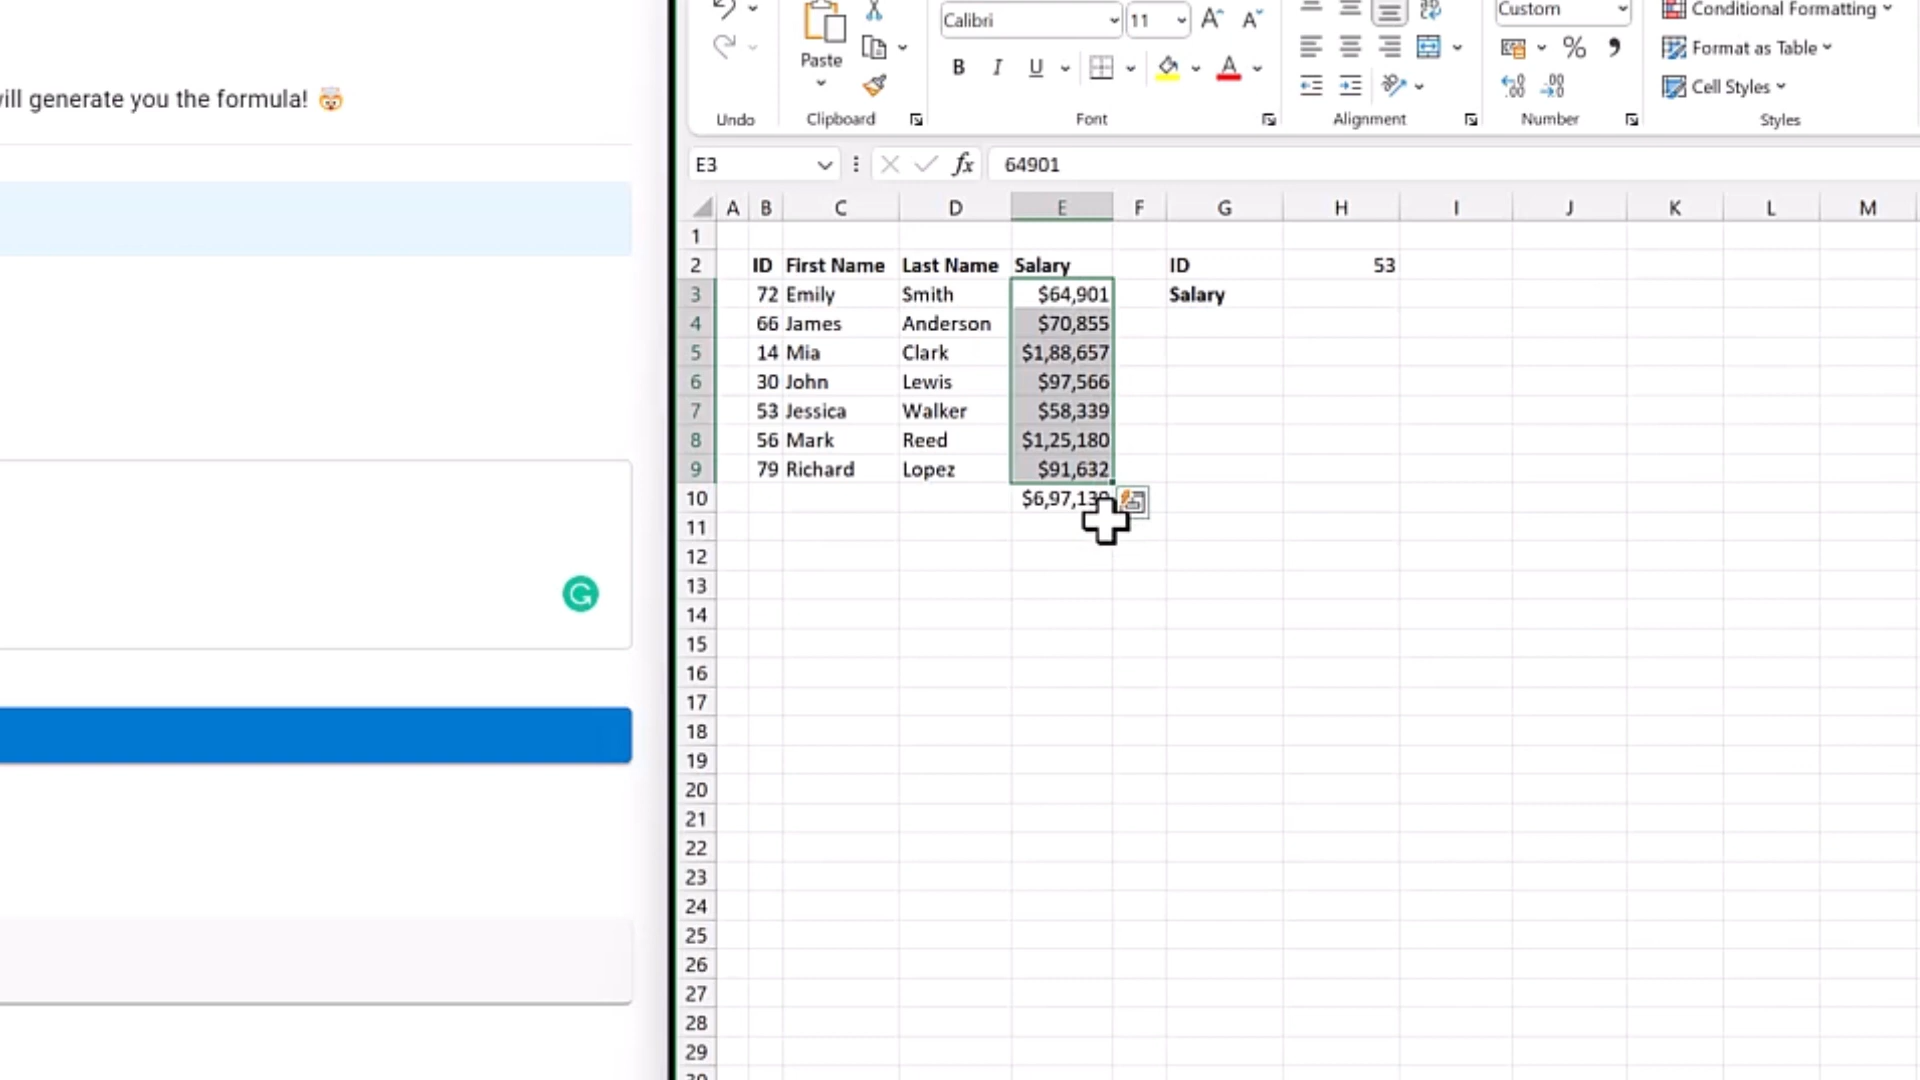 ill generate you the formula! 🤯
Calibri
11
Custom
Conditional Formatting
Paste
B I U
A
%
Format as Table
Cell Styles
Undo
Clipboard
Font
Alignment
Number
Styles
E3
fx
64901
A B C D E F G H I J K L M
1
2 ID First Name Last Name Salary ID 53
3 72 Emily Smith $64,901 Salary
4 66 James Anderson $70,855
5 14 Mia Clark $1,88,657
6 30 John Lewis $97,566
7 53 Jessica Walker $58,339
8 56 Mark Reed $1,25,180
9 79 Richard Lopez $91,632
10
11
12
13
14
15
16
17
18
19
20
21
22
23
24
25
26
27
28
29